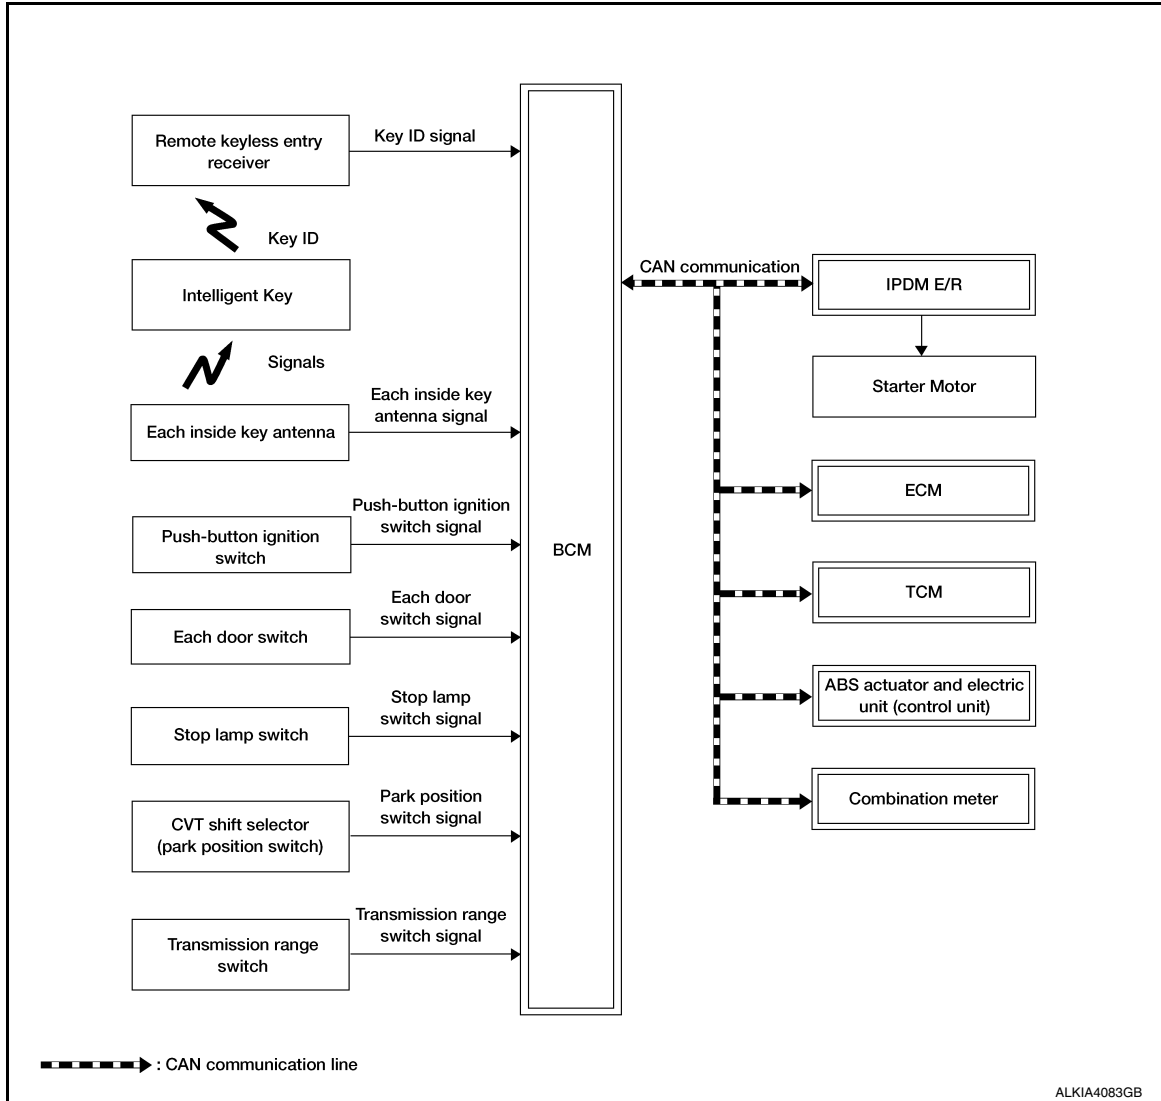 Remote keyless entry
receiver
Key ID signal
Key ID
Intelligent Key
Signals
Each inside key
antenna signal
Each inside key antenna
Push-button ignition
switch signal
Push-button ignition
switch
Each door
switch signal
Each door switch
Stop lamp
switch signal
Stop lamp switch
Park position
switch signal
CVT shift selector
(park position switch)
Transmission range
switch signal
Transmission range
switch
BCM
CAN communication
IPDM E/R
Starter Motor
ECM
TCM
ABS actuator and electric
unit (control unit)
Combination meter
: CAN communication line
ALKIA4083GB